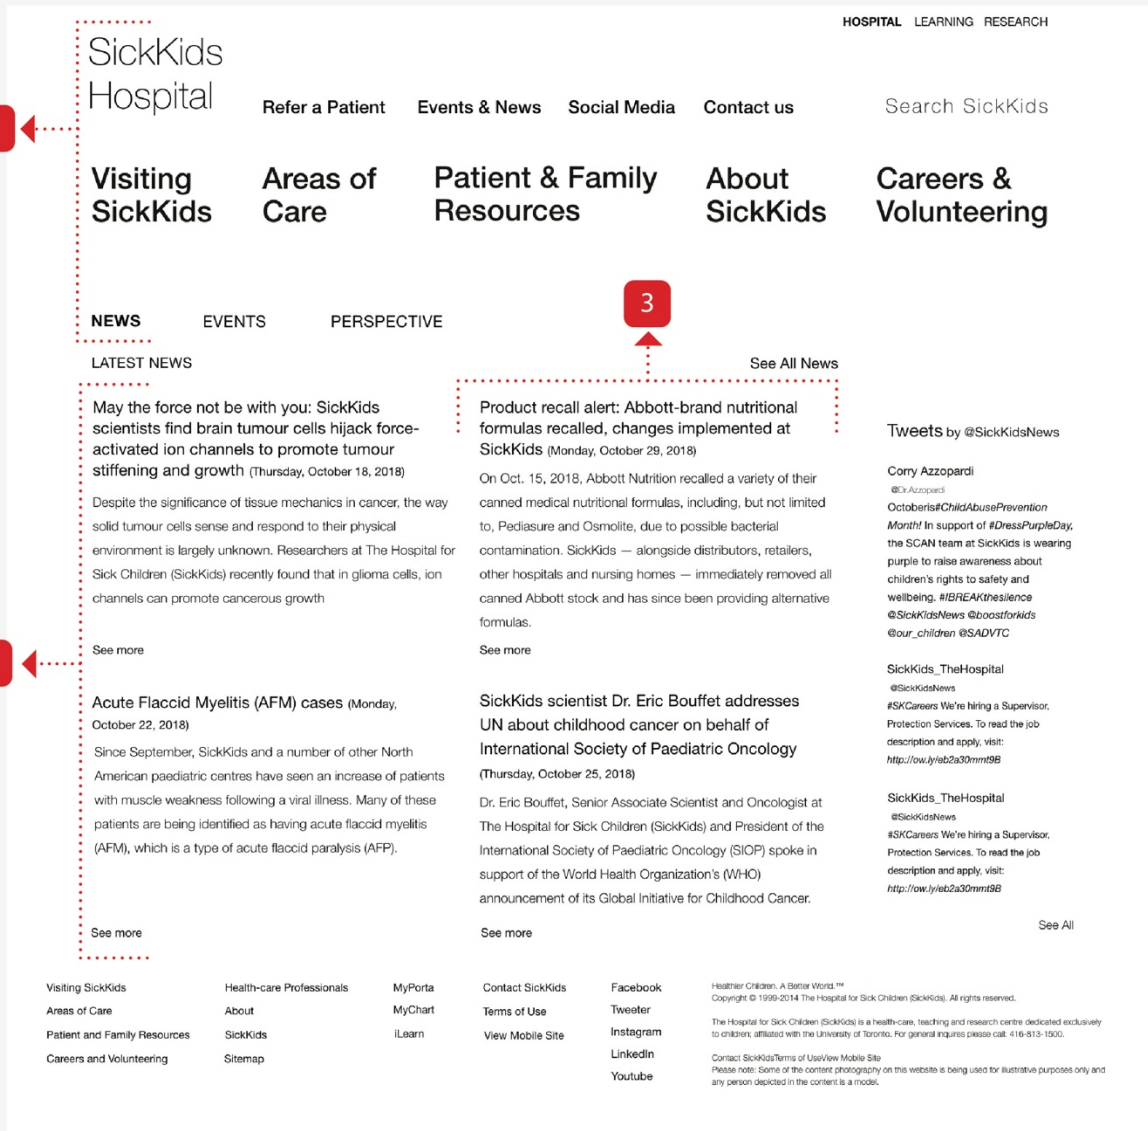 HOSPITAL LEARNING RESEARCH
SickKids
Hospital
Refer a Patient Events & News Social Media Contact us
Search SickKids
Visiting
SickKids
Areas of
Care
Patient & Family
Resources
About
SickKids
Careers &
Volunteering
3
NEWS EVENTS PERSPECTIVE
LATEST NEWS
See All News
May the force not be with you: SickKids
scientists find brain tumour cells hijack force-
activated ion channels to promote tumour
stiffening and growth (Thursday, October 18, 2018)
Despite the significance of tissue mechanics in cancer, the way
solid tumour cells sense and respond to their physical
environment is largely unknown. Researchers at The Hospital for
Sick Children (SickKids) recently found that in glioma cells, ion
channels can promote cancerous growth
See more
Product recall alert: Abbott-brand nutritional
formulas recalled, changes implemented at
SickKids (Monday, October 29, 2018)
On Oct. 15, 2018, Abbott Nutrition recalled a variety of their
canned medical nutritional formulas, including, but not limited
to, Pediasure and Osmolite, due to possible bacterial
contamination. SickKids — alongside distributors, retailers,
other hospitals and nursing homes — immediately removed all
canned Abbott stock and has since been providing alternative
formulas.
See more
Acute Flaccid Myelitis (AFM) cases (Monday,
October 22, 2018)
Since September, SickKids and a number of other North
American paediatric centres have seen an increase of patients
with muscle weakness following a viral illness. Many of these
patients are being identified as having acute flaccid myelitis
(AFM), which is a type of acute flaccid paralysis (AFP).
See more
SickKids scientist Dr. Eric Bouffet addresses
UN about childhood cancer on behalf of
International Society of Paediatric Oncology
(Thursday, October 25, 2018)
Dr. Eric Bouffet, Senior Associate Scientist and Oncologist at
The Hospital for Sick Children (SickKids) and President of the
International Society of Paediatric Oncology (SIOP) spoke in
support of the World Health Organization's (WHO)
announcement of its Global Initiative for Childhood Cancer.
See more
Tweets by @SickKidsNews
Corry Azzopardi
@Dr.Azzopardi
Octoberis#ChildAbusePrevention
Month! In support of #DressPurpleDay,
the SCAN team at SickKids is wearing
purple to raise awareness about
children's rights to safety and
wellbeing. #IBREAKthesilence
@SickKidsNews @boostforkids
@our_children @SADVTC
SickKids_TheHospital
@SickKidsNews
#SKCareers We're hiring a Supervisor,
Protection Services. To read the job
description and apply, visit:
http://ow.ly/eb2a30mmt9B
SickKids_TheHospital
@SickKidsNews
#SKCareers We're hiring a Supervisor,
Protection Services. To read the job
description and apply, visit:
http://ow.ly/eb2a30mmt9B
See All
Visiting SickKids
Areas of Care
Patient and Family Resources
Careers and Volunteering
Health-care Professionals
About
SickKids
Sitemap
MyPorta
MyChart
iLearn
Contact SickKids
Terms of Use
View Mobile Site
Facebook
Tweeter
Instagram
LinkedIn
Youtube
Healthier Children. A Better World.™
Copyright © 1999-2014 The Hospital for Sick Children (SickKids). All rights reserved.
The Hospital for Sick Children (SickKids) is a health-care, teaching and research centre dedicated exclusively
to children; affiliated with the University of Toronto. For general inquires please call: 416-813-1500.
Contact SickKidsTerms of UseView Mobile Site
Please note: Some of the content photography on this website is being used for illustrative purposes only and
any person depicted in the content is a model.